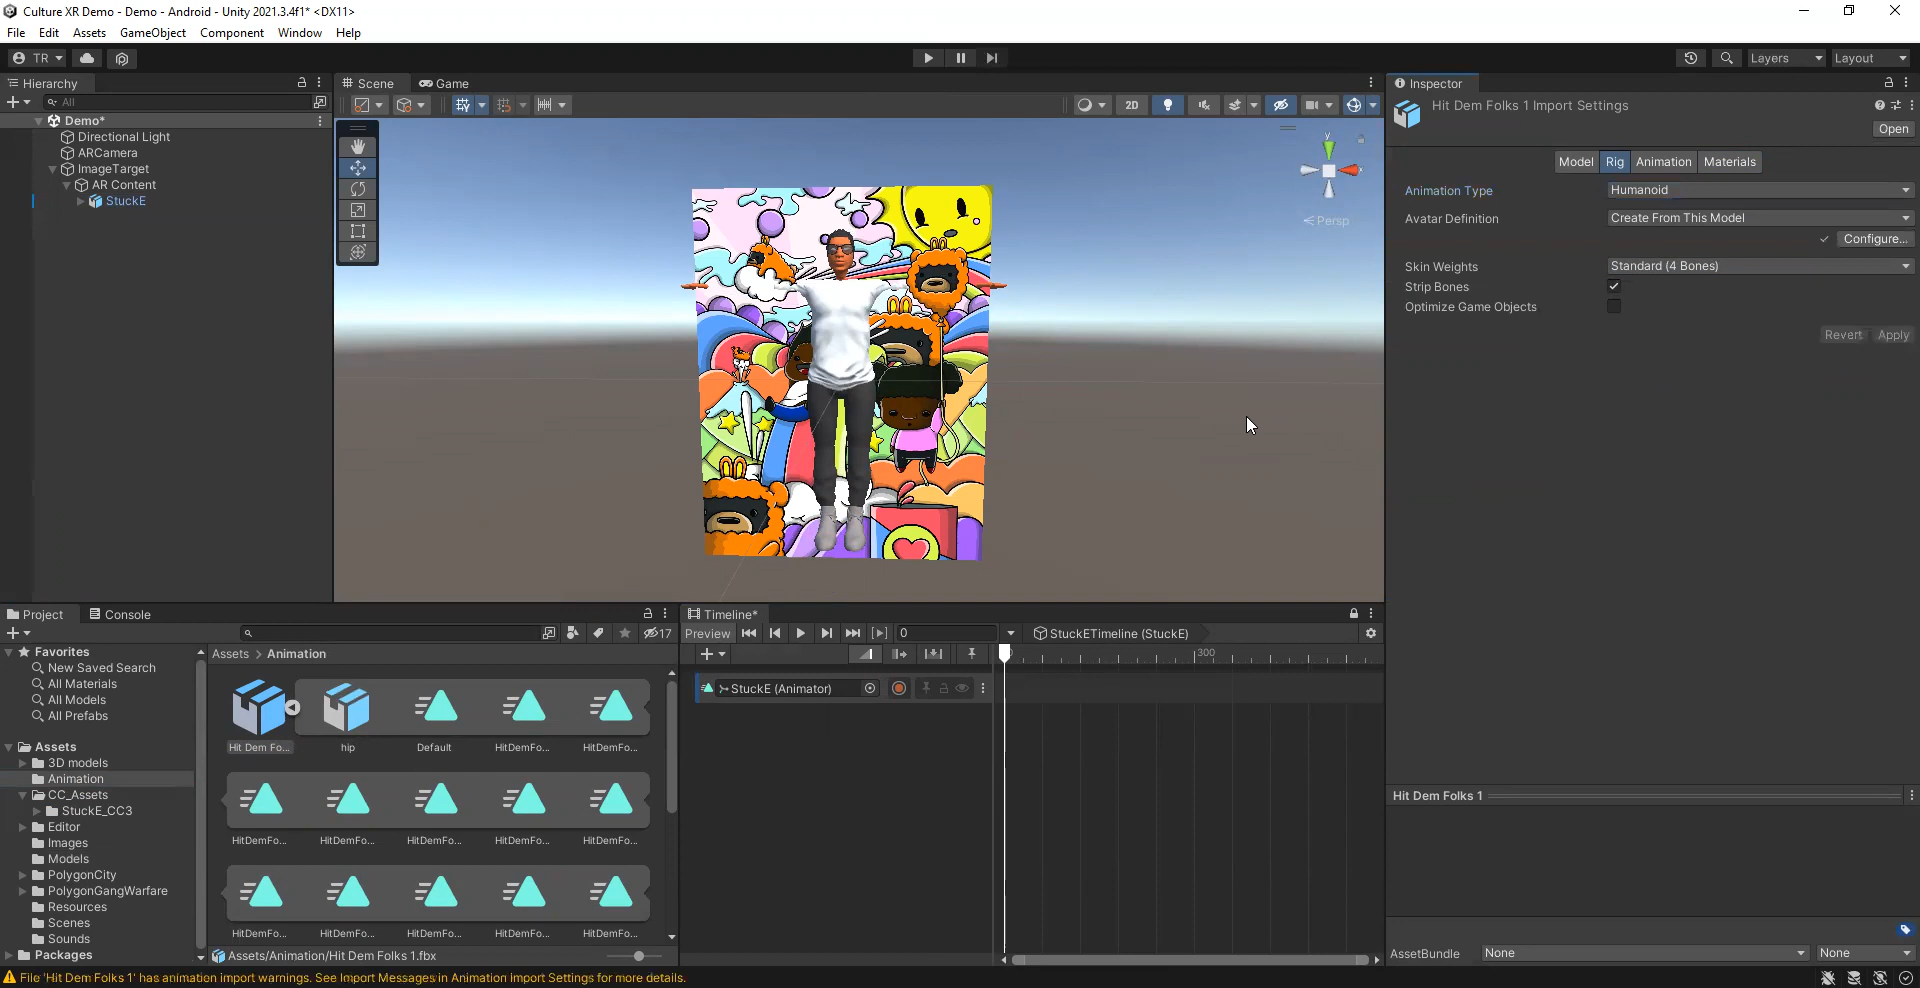 Culture XR Demo - Demo - Android - Unity 2021.3.4f1* <DX11>
File Edit Assets GameObject Component Window Help
TR Layers Layout
Hierarchy
All
Demo*
Directional Light
ARCamera
ImageTarget
AR Content
StuckE
Scene Game
2D
y
x
< Persp
Inspector
Hit Dem Folks 1 Import Settings
Open
Model Rig Animation Materials
Animation Type Humanoid
Avatar Definition Create From This Model
Configure...
Skin Weights Standard (4 Bones)
Strip Bones
Optimize Game Objects
Revert Apply
Project Console
17
Favorites
New Saved Search
All Materials
All Models
All Prefabs
Assets
3D models
Animation
CC_Assets
StuckE_CC3
Editor
Images
Models
PolygonCity
PolygonGangWarfare
Resources
Scenes
Sounds
Packages
Assets > Animation
Hit Dem Fo... hip Default HitDemFo... HitDemFo...
HitDemFo... HitDemFo... HitDemFo... HitDemFo... HitDemFo...
HitDemFo... HitDemFo... HitDemFo... HitDemFo... HitDemFo...
Assets/Animation/Hit Dem Folks 1.fbx
Timeline*
Preview 0 StuckETimeline (StuckE)
300
StuckE (Animator)
Hit Dem Folks 1
AssetBundle None None
File 'Hit Dem Folks 1' has animation import warnings. See Import Messages in Animation Import Settings for more details.